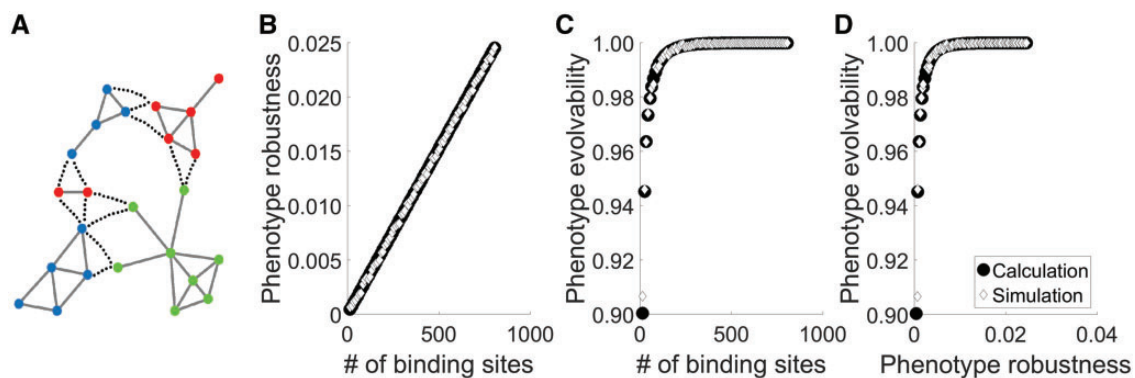 A
B
Phenotype robustness
0.025
0.020
0.015
0.010
0.005
0
0
500
1000
# of binding sites
C
Phenotype evolvability
1.00
0.98
0.96
0.94
0.92
0.90
0
500
1000
# of binding sites
D
Phenotype evolvability
1.00
0.98
0.96
0.94
0.92
0.90
Calculation
Simulation
0
0.02
0.04
Phenotype robustness